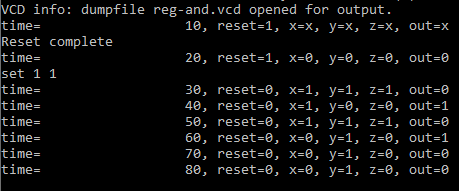 VCD info: dumpfile reg-and.vcd opened for output.
time=                  10, reset=1, x=x, y=x, z=x, out=x
Reset complete
time=                  20, reset=1, x=0, y=0, z=0, out=0
set 1 1
time=                  30, reset=0, x=1, y=1, z=1, out=0
time=                  40, reset=0, x=1, y=0, z=0, out=1
time=                  50, reset=0, x=1, y=1, z=1, out=0
time=                  60, reset=0, x=0, y=1, z=0, out=1
time=                  70, reset=0, x=0, y=1, z=0, out=0
time=                  80, reset=0, x=0, y=1, z=0, out=0